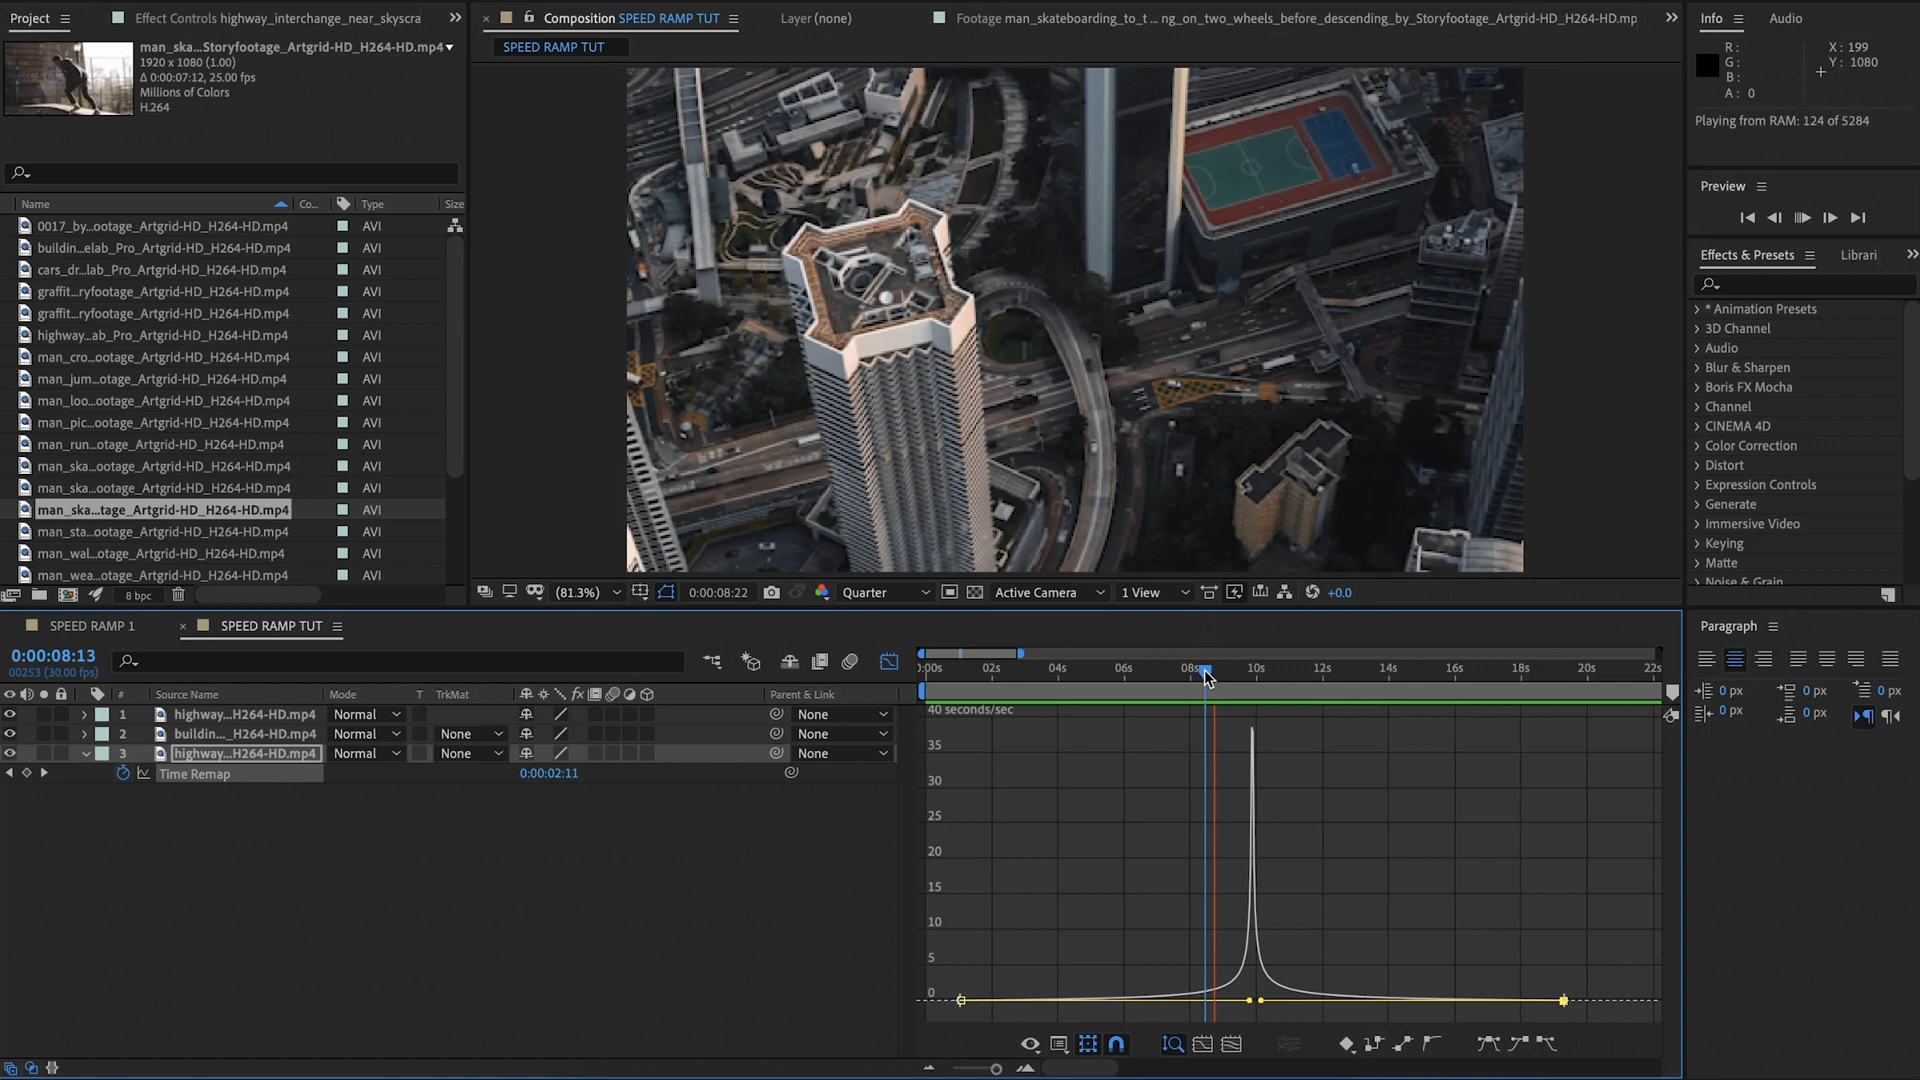 Project
Effect Controls highway_interchange_near_skyscra
man_ska...Storyfootage_Artgrid-HD_H264-HD.mp4
1920 x 1080 (1.00)
Δ 0:00:07:12, 25.00 fps
Millions of Colors
H.264
Name Co... Type Size
0017_by...ootage_Artgrid-HD_H264-HD.mp4 AVI
buildin...elab_Pro_Artgrid-HD_H264-HD.mp4 AVI
cars_dr...lab_Pro_Artgrid-HD_H264-HD.mp4 AVI
graffit...ryfootage_Artgrid-HD_H264-HD.mp4 AVI
graffit...ryfootage_Artgrid-HD_H264-HD.mp4 AVI
highway...ab_Pro_Artgrid-HD_H264-HD.mp4 AVI
man_cro...ootage_Artgrid-HD_H264-HD.mp4 AVI
man_jum...otage_Artgrid-HD_H264-HD.mp4 AVI
man_loo...ootage_Artgrid-HD_H264-HD.mp4 AVI
man_pic...ootage_Artgrid-HD_H264-HD.mp4 AVI
man_run...otage_Artgrid-HD_H264-HD.mp4 AVI
man_ska...ootage_Artgrid-HD_H264-HD.mp4 AVI
man_ska...ootage_Artgrid-HD_H264-HD.mp4 AVI
man_ska...tage_Artgrid-HD_H264-HD.mp4 AVI
man_sta...ootage_Artgrid-HD_H264-HD.mp4 AVI
man_wal...ootage_Artgrid-HD_H264-HD.mp4 AVI
man_wea...otage_Artgrid-HD_H264-HD.mp4 AVI
8 bpc
Composition SPEED RAMP TUT
Layer (none)
Footage man_skateboarding_to_t ... ng_on_two_wheels_before_descending_by_Storyfootage_Artgrid-HD_H264-HD.mp
SPEED RAMP TUT
(81.3%) 0:00:08:22 Quarter Active Camera 1 View +0.0
Info Audio
R :
G :
B :
A : 0
X : 199
Y : 1080
Playing from RAM: 124 of 5284
Preview
Effects & Presets Librari
* Animation Presets
3D Channel
Audio
Blur & Sharpen
Boris FX Mocha
Channel
CINEMA 4D
Color Correction
Distort
Expression Controls
Generate
Immersive Video
Keying
Matte
Noise & Grain
Paragraph
0 px 0 px 0 px
0 px 0 px
SPEED RAMP 1
SPEED RAMP TUT
0:00:08:13
00253 (30.00 fps)
# Source Name Mode T TrkMat Parent & Link
1 highway...H264-HD.mp4 Normal None
2 buildin..._H264-HD.mp4 Normal None None
3 highway...H264-HD.mp4 Normal None None
Time Remap 0:00:02:11
:00s 02s 04s 06s 08s 10s 12s 14s 16s 18s 20s 22s
40 seconds/sec
35
30
25
20
15
10
5
0